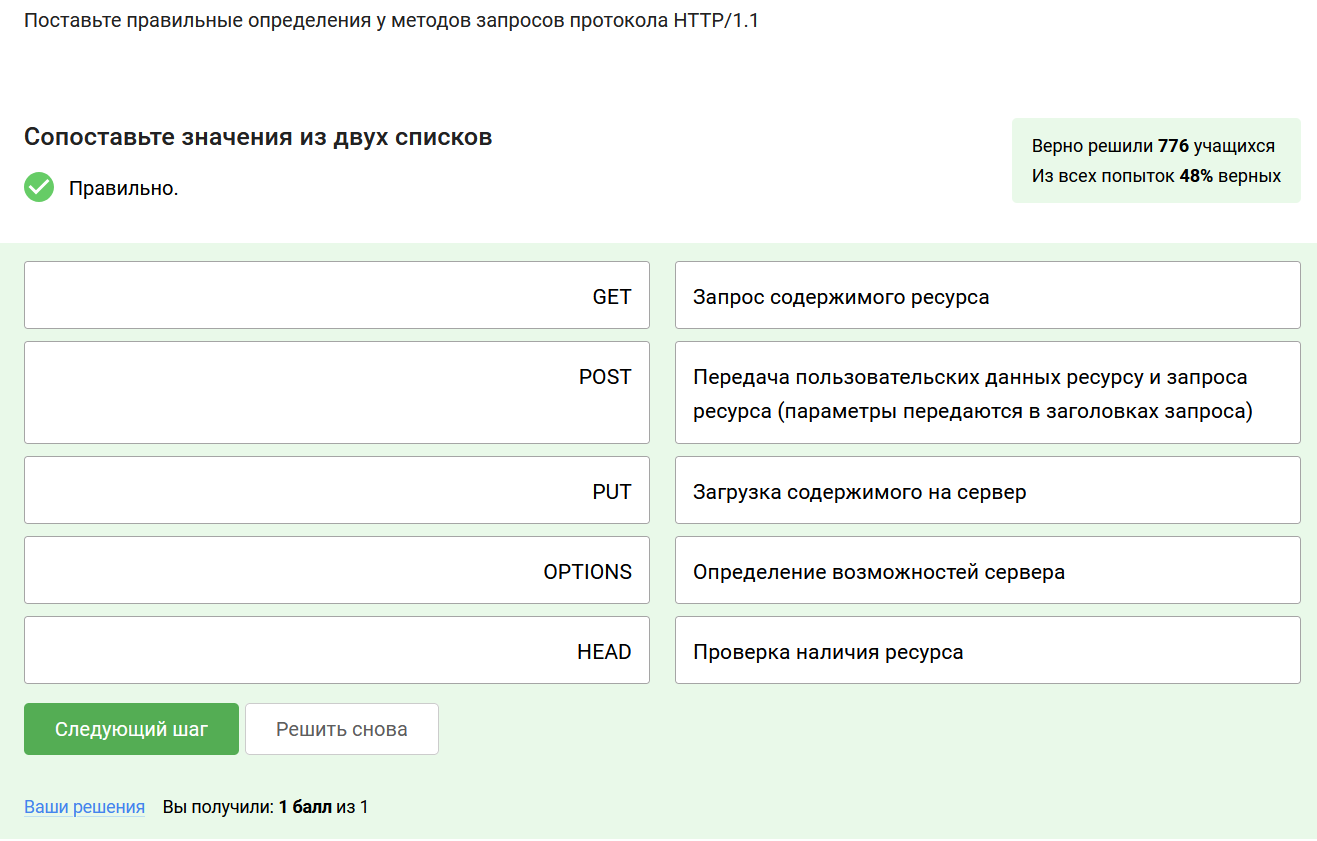 Поставьте правильные определения у методов запросов протокола HTTP/1.1
Сопоставьте значения из двух списков
Правильно.
Верно решили 776 учащихся
Из всех попыток 48% верных
GET
Запрос содержимого ресурса
POST
Передача пользовательских данных ресурсу и запроса
ресурса (параметры передаются в заголовках запроса)
PUT
Загрузка содержимого на сервер
OPTIONS
Определение возможностей сервера
HEAD
Проверка наличия ресурса
Следующий шаг
Решить снова
Ваши решения
Вы получили: 1 балл из 1